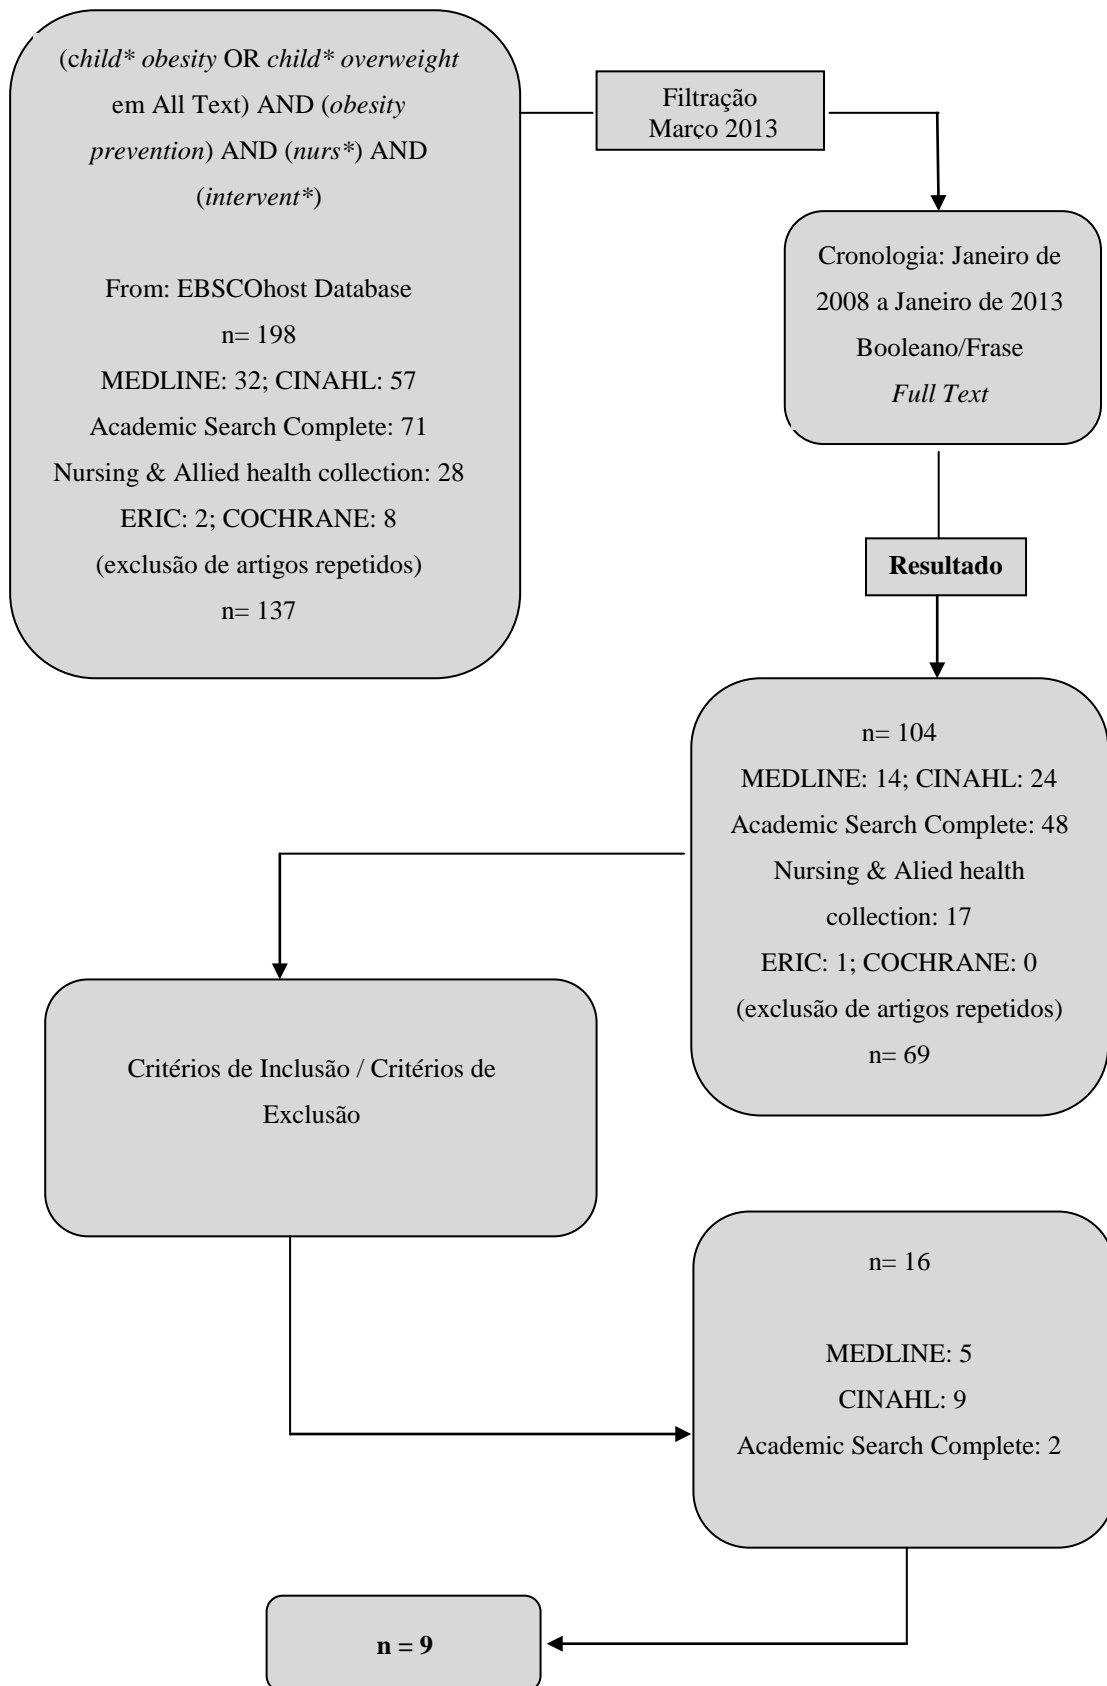 (child* obesity OR child* overweight
em All Text) AND (obesity
prevention) AND (nurs*) AND
(intervent*)
From: EBSCOhost Database
n= 198
MEDLINE: 32; CINAHL: 57
Academic Search Complete: 71
Nursing & Allied health collection: 28
ERIC: 2; COCHRANE: 8
(exclusão de artigos repetidos)
n= 137
Filtração
Março 2013
Cronologia: Janeiro de
2008 a Janeiro de 2013
Booleano/Frase
Full Text
Resultado
n= 104
MEDLINE: 14; CINAHL: 24
Academic Search Complete: 48
Nursing & Alied health
collection: 17
ERIC: 1; COCHRANE: 0
(exclusão de artigos repetidos)
n= 69
Critérios de Inclusão / Critérios de
Exclusão
n= 16
MEDLINE: 5
CINAHL: 9
Academic Search Complete: 2
n = 9